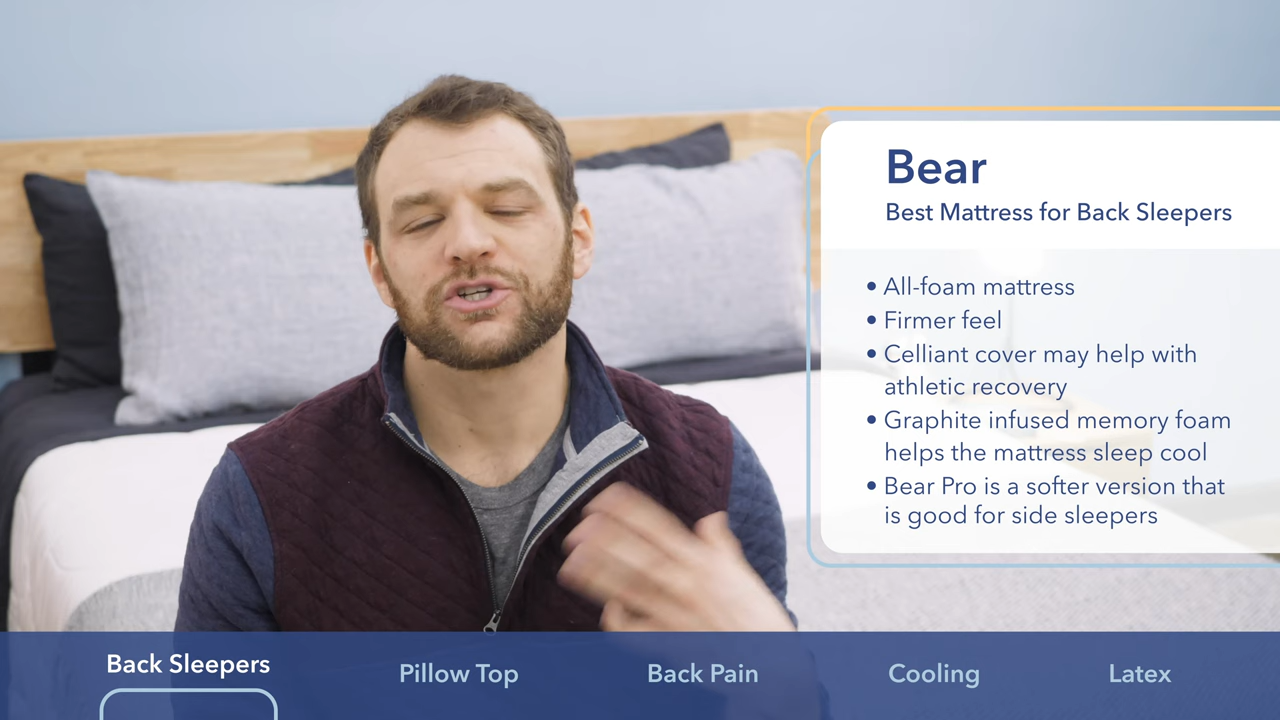 Bear
Best Mattress for Back Sleepers
• All-foam mattress
• Firmer feel
• Celliant cover may help with
athletic recovery
• Graphite infused memory foam
helps the mattress sleep cool
• Bear Pro is a softer version that
is good for side sleepers
Back Sleepers
Pillow Top
Back Pain
Cooling
Latex